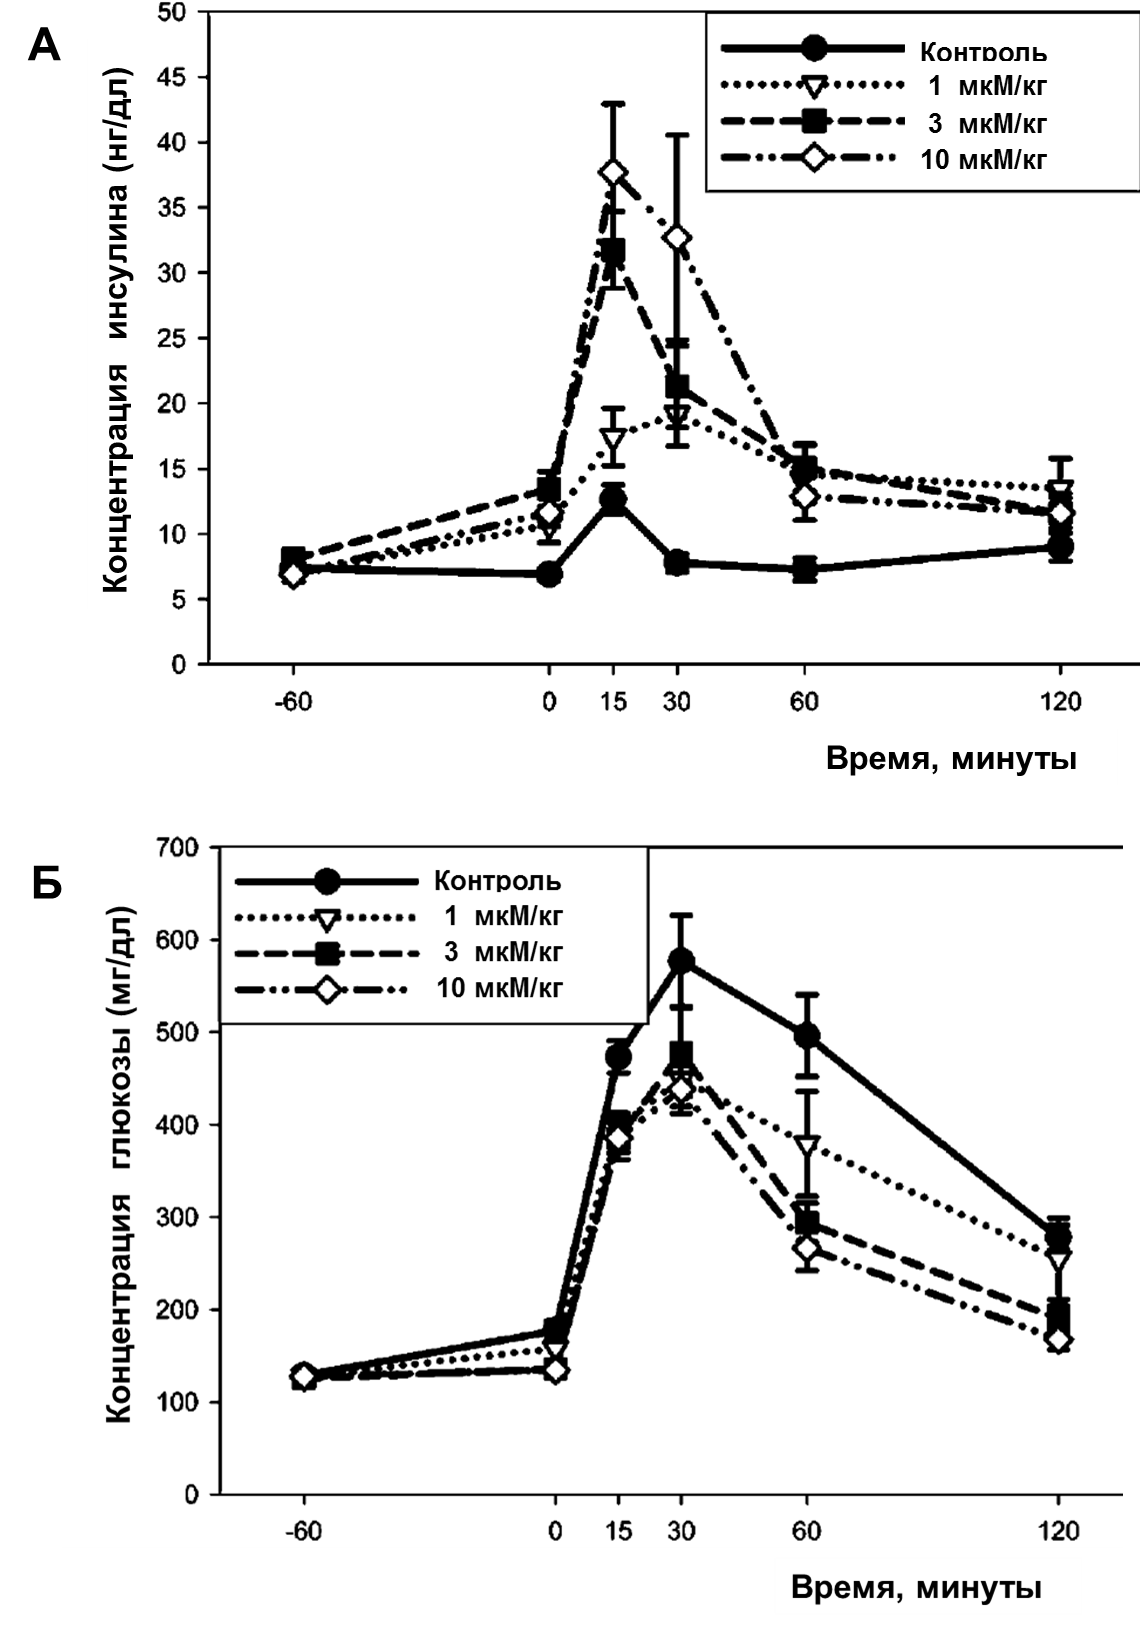 А
Концентрация инсулина (нг/дл)
50
45
40
35
30
25
20
15
10
5
0
Контроль
1 мкМ/кг
3 мкМ/кг
10 мкМ/кг
-60 0 15 30 60 120
Время, минуты
Б
Концентрация глюкозы (мг/дл)
700
600
500
400
300
200
100
0
Контроль
1 мкМ/кг
3 мкМ/кг
10 мкМ/кг
-60 0 15 30 60 120
Время, минуты